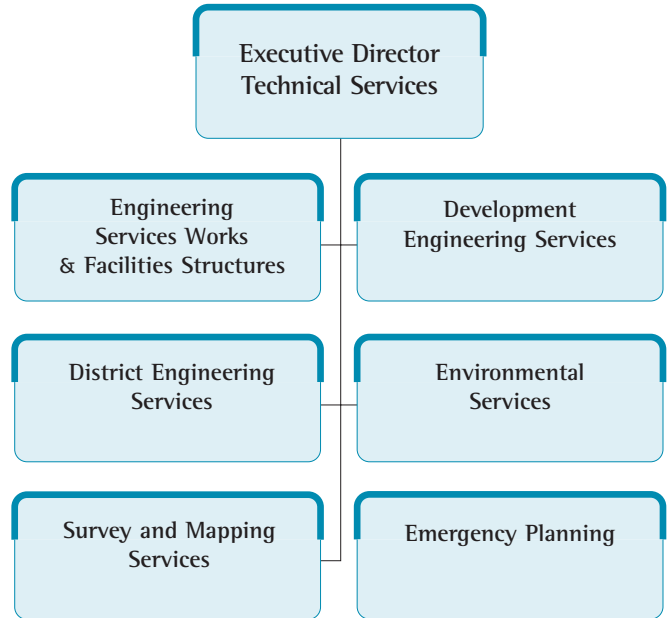 Executive Director
Technical Services
Engineering
Services Works
& Facilities Structures
Development
Engineering Services
District Engineering
Services
Environmental
Services
Survey and Mapping
Services
Emergency Planning